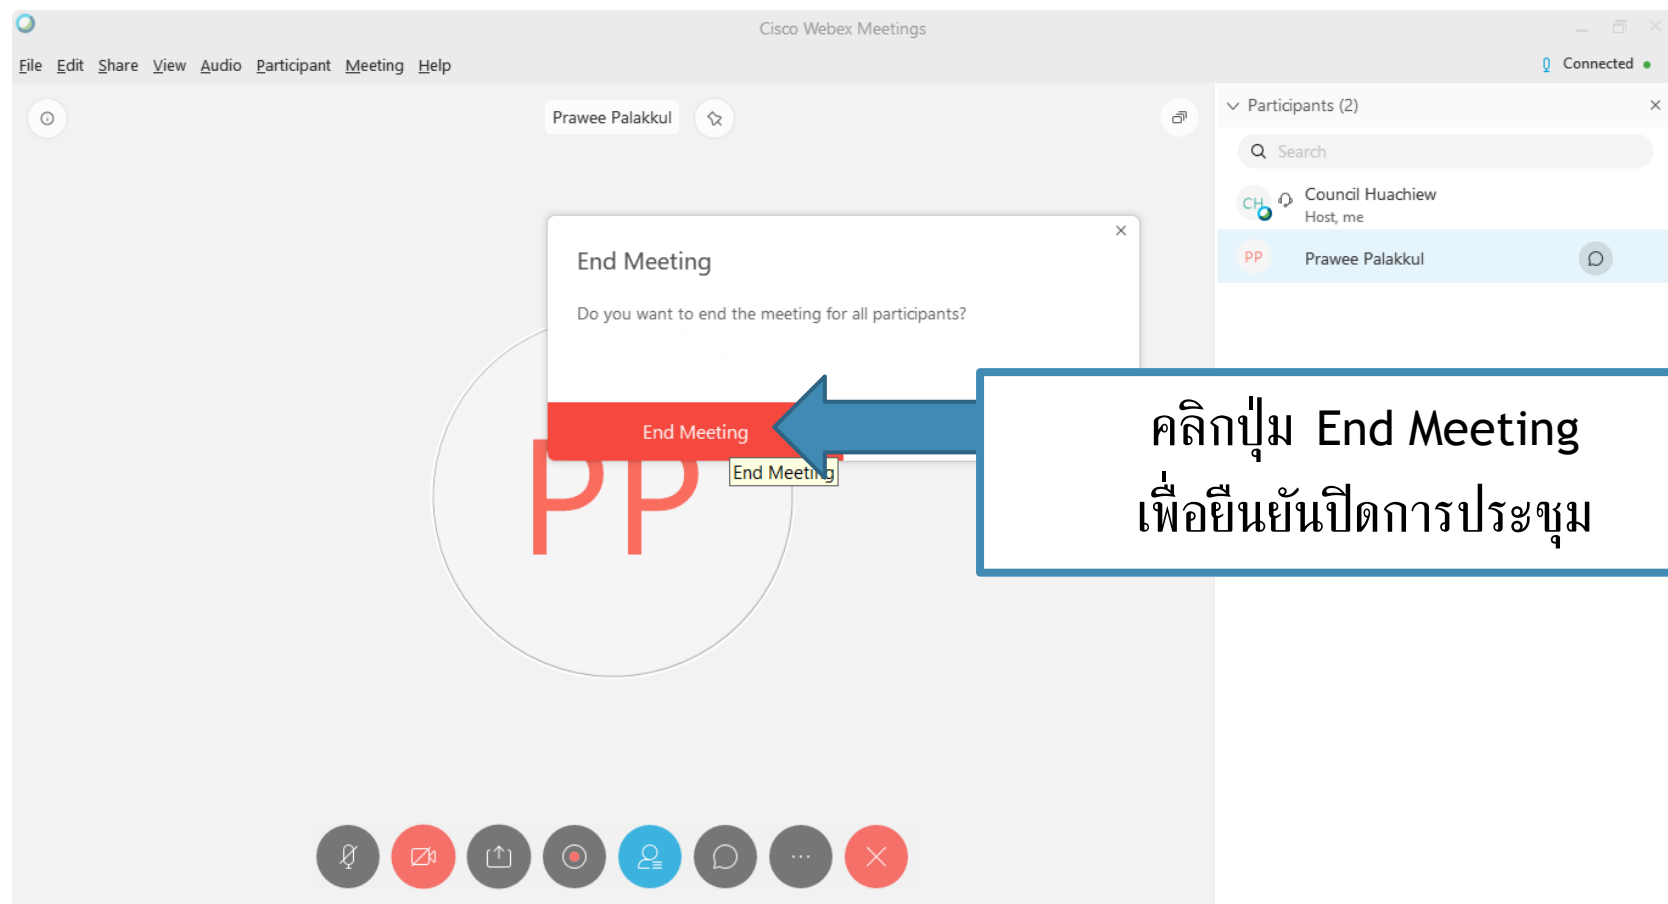 Cisco Webex Meetings
File Edit Share View Audio Participant Meeting Help
Connected
Prawee Palakkul
Participants (2)
Search
CH
Council Huachiew
Host, me
PP
Prawee Palakkul
End Meeting
Do you want to end the meeting for all participants?
End Meeting
End Meeting
PP
คลิกปุ่ม End Meeting
เพื่อยืนยันปิดการประชุม